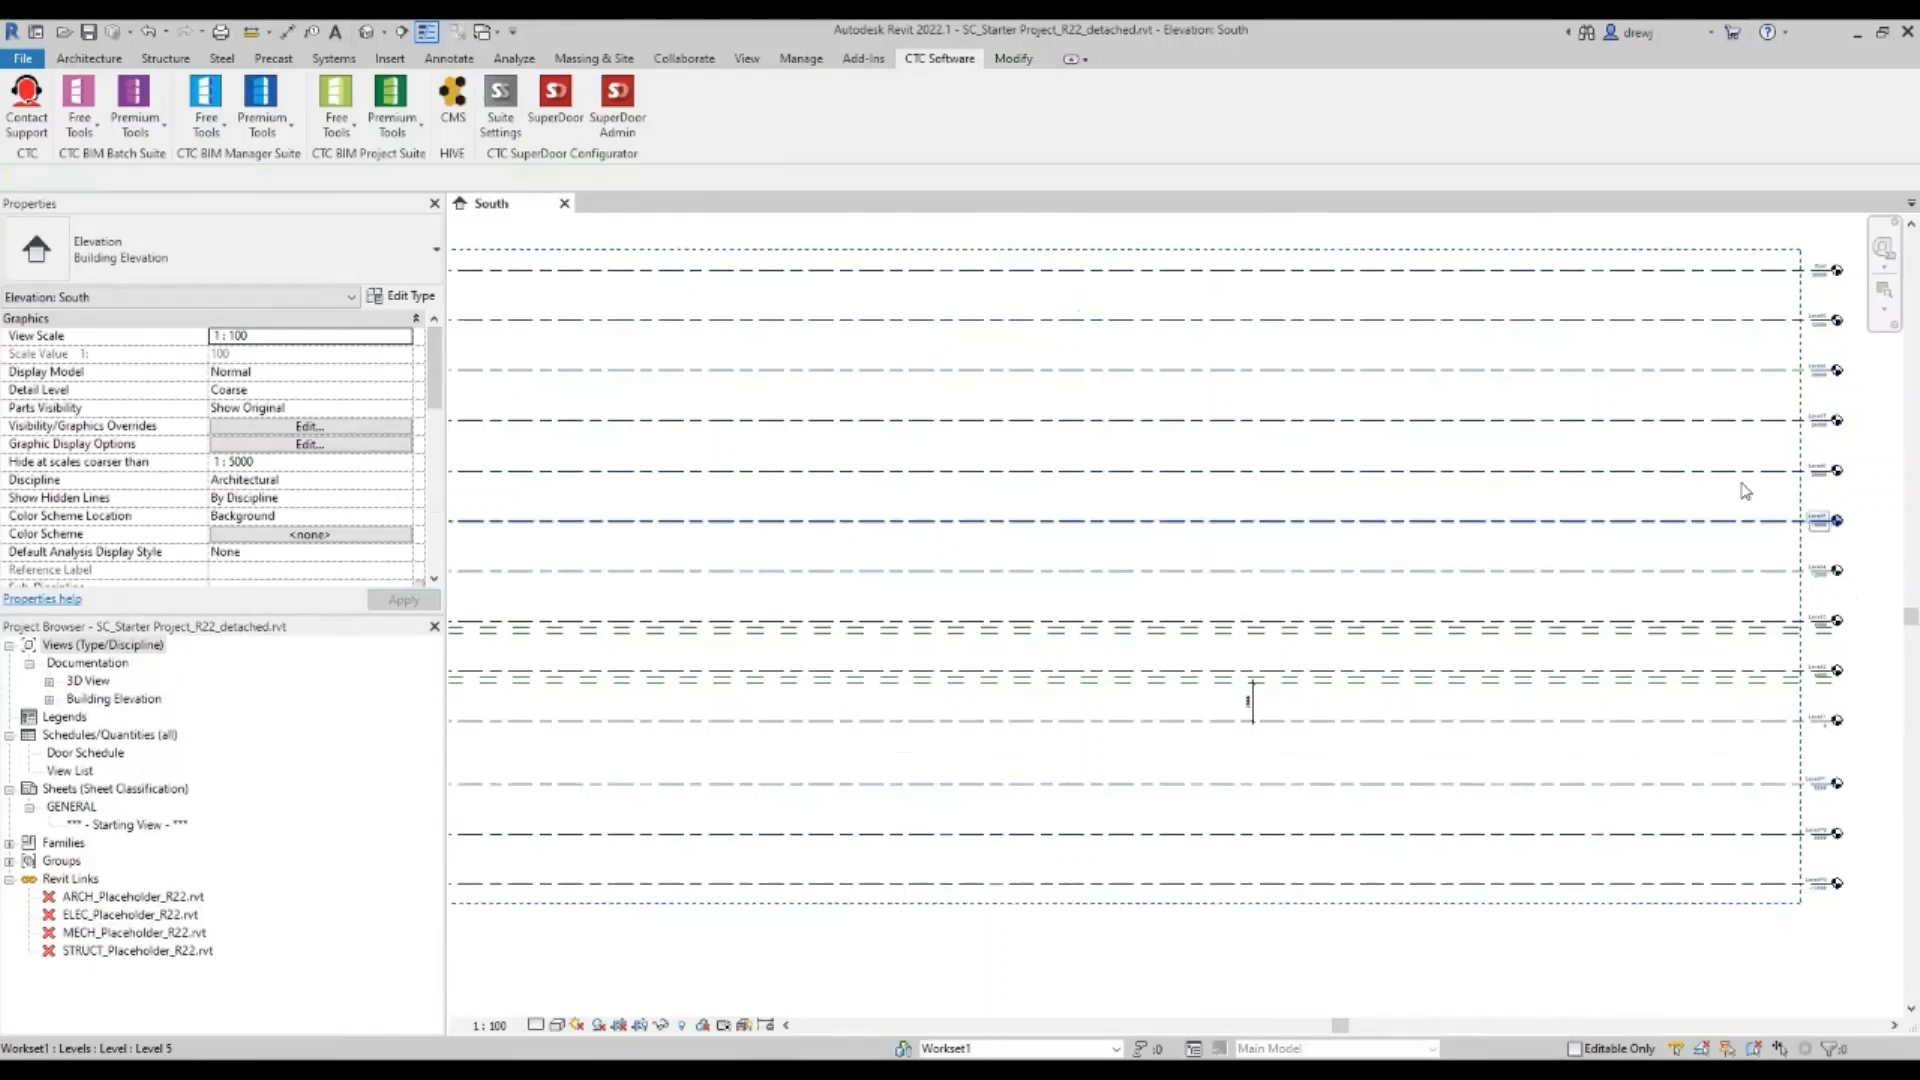 Autodesk Revit 2022.1 - SC_Starter Project_R22_detached.rvt - Elevation: South
drewj
File Architecture Structure Steel Precast Systems Insert Annotate Analyze Massing & Site Collaborate View Manage Add-Ins CTC Software Modify
Contact Support
Free Tools
Premium Tools
Free Tools
Premium Tools
Free Tools
Premium Tools
CMS
Suite Settings
SuperDoor
SuperDoor Admin
CTC CTC BIM Batch Suite CTC BIM Manager Suite CTC BIM Project Suite HIVE CTC SuperDoor Configurator
Properties
South
Elevation
Building Elevation
Elevation: South
Edit Type
Graphics
View Scale 1 : 100
Scale Value 1: 100
Display Model Normal
Detail Level Coarse
Parts Visibility Show Original
Visibility/Graphics Overrides Edit...
Graphic Display Options Edit...
Hide at scales coarser than 1 : 5000
Discipline Architectural
Show Hidden Lines By Discipline
Color Scheme Location Background
Color Scheme <none>
Default Analysis Display Style None
Reference Label
Properties help
Apply
Project Browser - SC_Starter Project_R22_detached.rvt
Views (Type/Discipline)
Documentation
3D View
Building Elevation
Legends
Schedules/Quantities (all)
Door Schedule
View List
Sheets (Sheet Classification)
GENERAL
*** - Starting View - ***
Families
Groups
Revit Links
ARCH_Placeholder_R22.rvt
ELEC_Placeholder_R22.rvt
MECH_Placeholder_R22.rvt
STRUCT_Placeholder_R22.rvt
1 : 100
Workset1 : Levels : Level : Level 5
Workset1
:0
Main Model
Editable Only
:0